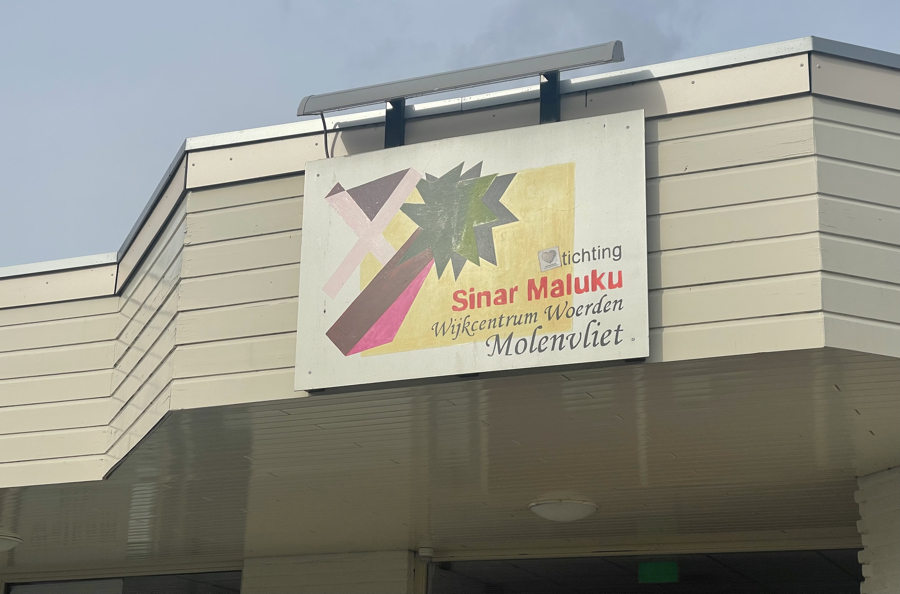 Stichting
Sinar Maluku
Wijkcentrum Woerden
Molenvliet